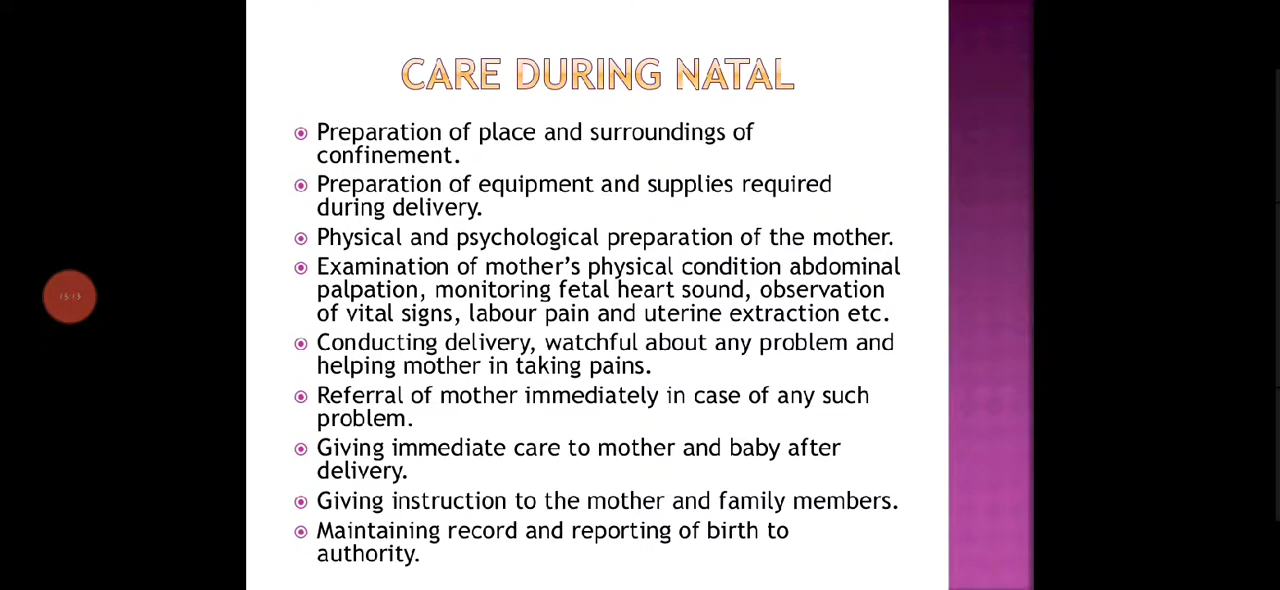 CARE DURING NATAL
Preparation of place and surroundings of
confinement.
Preparation of equipment and supplies required
during delivery.
Physical and psychological preparation of the mother.
Examination of mother's physical condition abdominal
palpation, monitoring fetal heart sound, observation
of vital signs, labour pain and uterine extraction etc.
Conducting delivery, watchful about any problem and
helping mother in taking pains.
Referral of mother immediately in case of any such
problem.
Giving immediate care to mother and baby after
delivery.
Giving instruction to the mother and family members.
Maintaining record and reporting of birth to
authority.